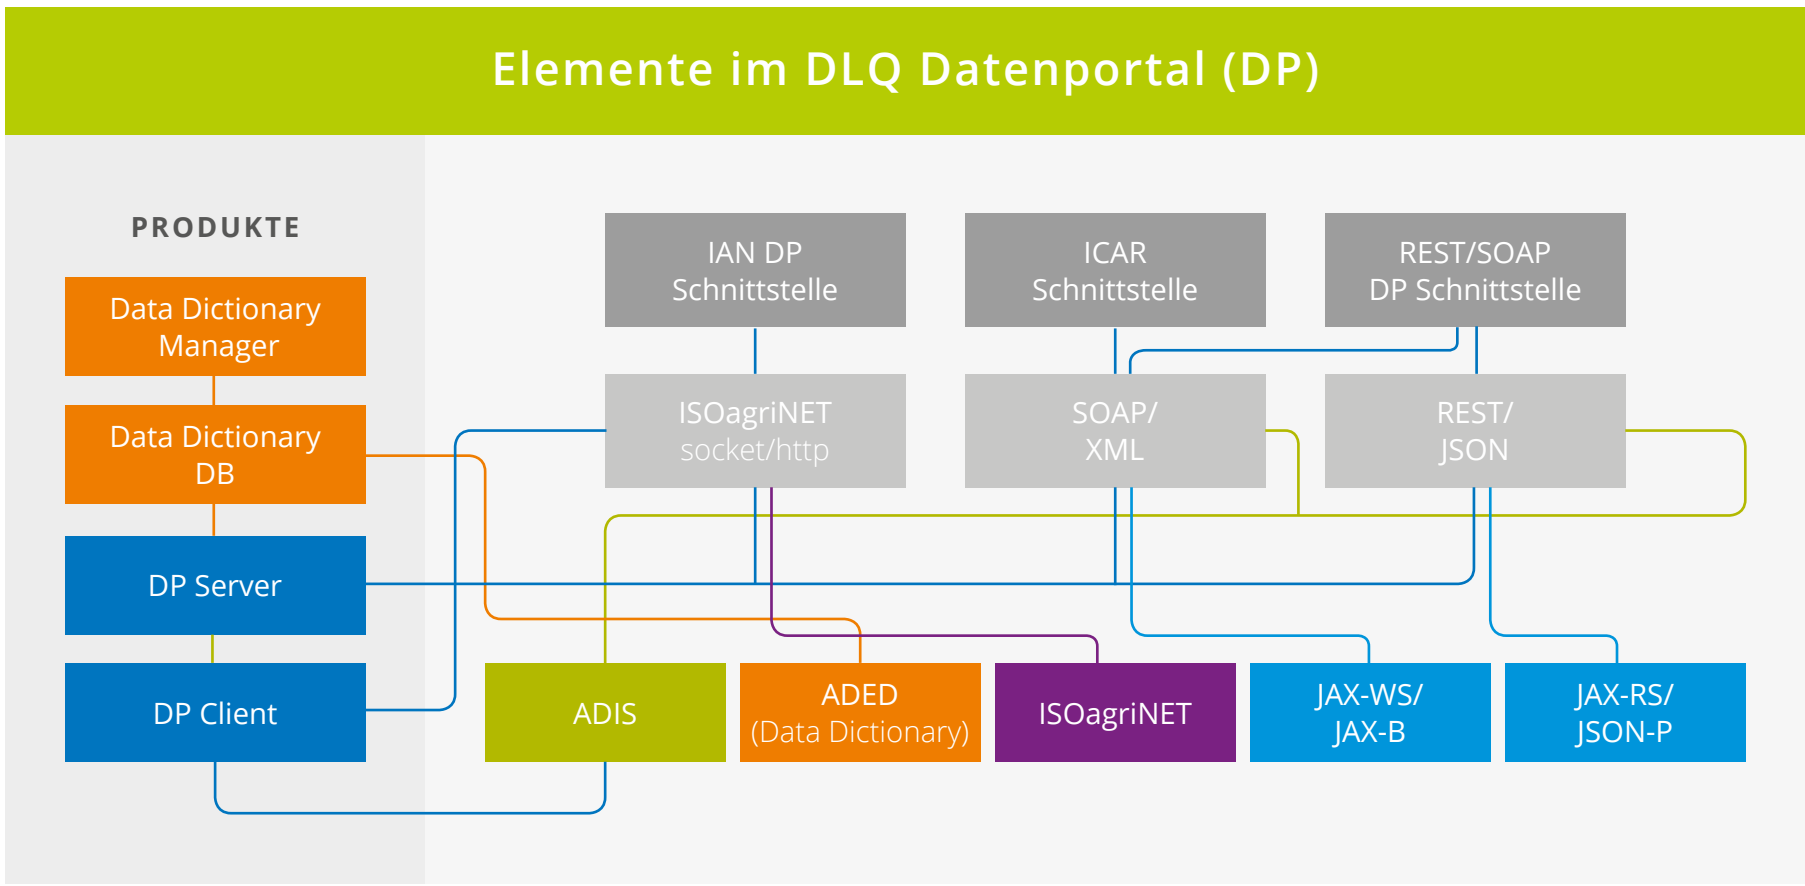 Elemente im DLQ Datenportal (DP)
PRODUKTE
Data Dictionary
Manager
Data Dictionary
DB
DP Server
DP Client
IAN DP
Schnittstelle
ICAR
Schnittstelle
REST/SOAP
DP Schnittstelle
ISOagriNET
socket/http
SOAP/
XML
REST/
JSON
ADIS
ADED
(Data Dictionary)
ISOagriNET
JAX-WS/
JAX-B
JAX-RS/
JSON-P